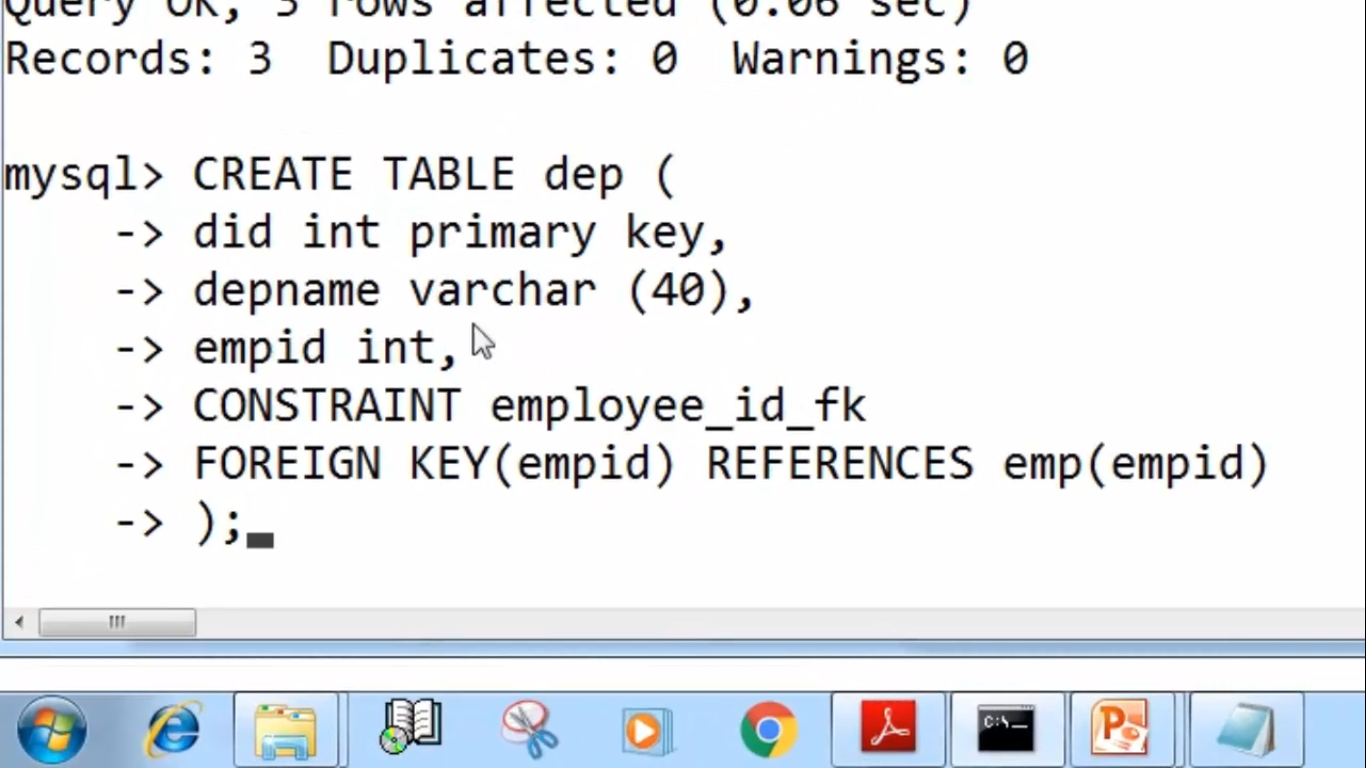 Query OK, 3 rows affected (0.06 sec)
Records: 3  Duplicates: 0  Warnings: 0
mysql> CREATE TABLE dep (
    -> did int primary key,
    -> depname varchar (40),
    -> empid int,
    -> CONSTRAINT employee_id_fk
    -> FOREIGN KEY(empid) REFERENCES emp(empid)
    -> );
C:\